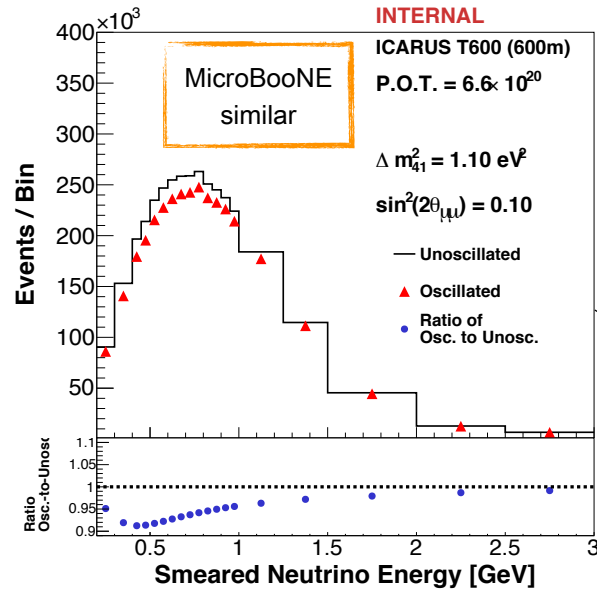 ×10³
INTERNAL
400
350
300
250
200
150
100
50
Events / Bin
MicroBooNE
similar
ICARUS T600 (600m)
P.O.T. = 6.6× 10²⁰
Δ m²₄₁ = 1.10 eV²
sin²(2θ_μμ) = 0.10
Unoscillated
Oscillated
Ratio of
Osc. to Unosc.
1.1
1.05
1
0.95
0.9
Ratio
Osc.-to-Unosc
0.5 1 1.5 2 2.5 3
Smeared Neutrino Energy [GeV]